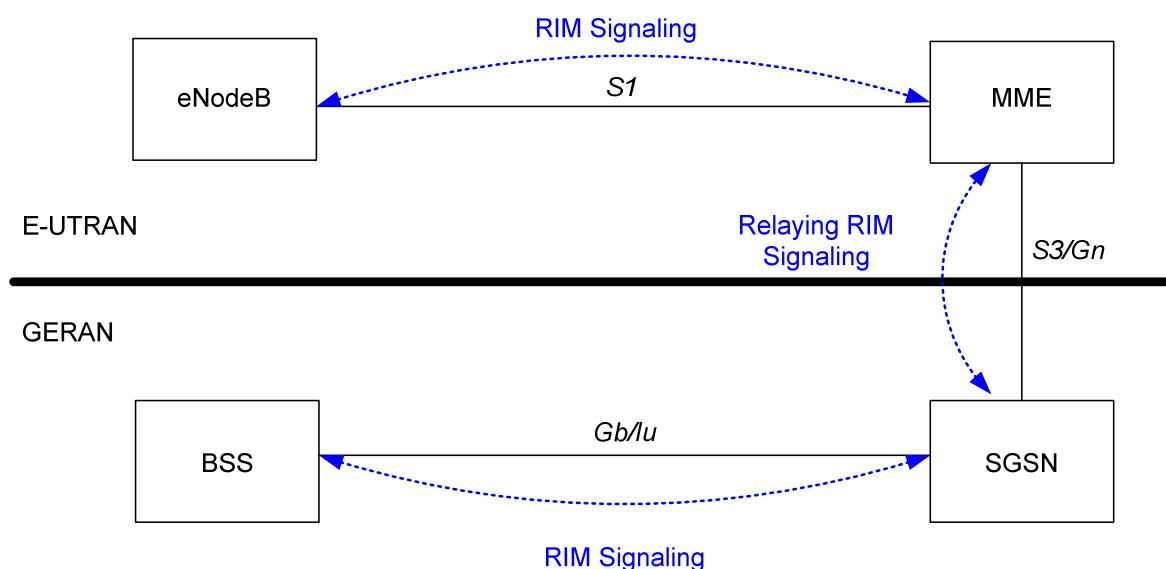 RIM Signaling
eNodeB
S1
MME
E-UTRAN
Relaying RIM
Signaling
S3/Gn
GERAN
BSS
Gb/Iu
SGSN
RIM Signaling